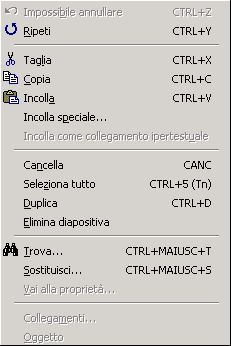 Impossibile annullare CTRL+Z
Ripeti CTRL+Y
Taglia CTRL+X
Copia CTRL+C
Incolla CTRL+V
Incolla speciale...
Incolla come collegamento ipertestuale
Cancella CANC
Seleziona tutto CTRL+5 (Tn)
Duplica CTRL+D
Elimina diapositiva
Trova... CTRL+MAIUSC+T
Sostituisci... CTRL+MAIUSC+S
Vai alla proprietà...
Collegamenti...
Oggetto